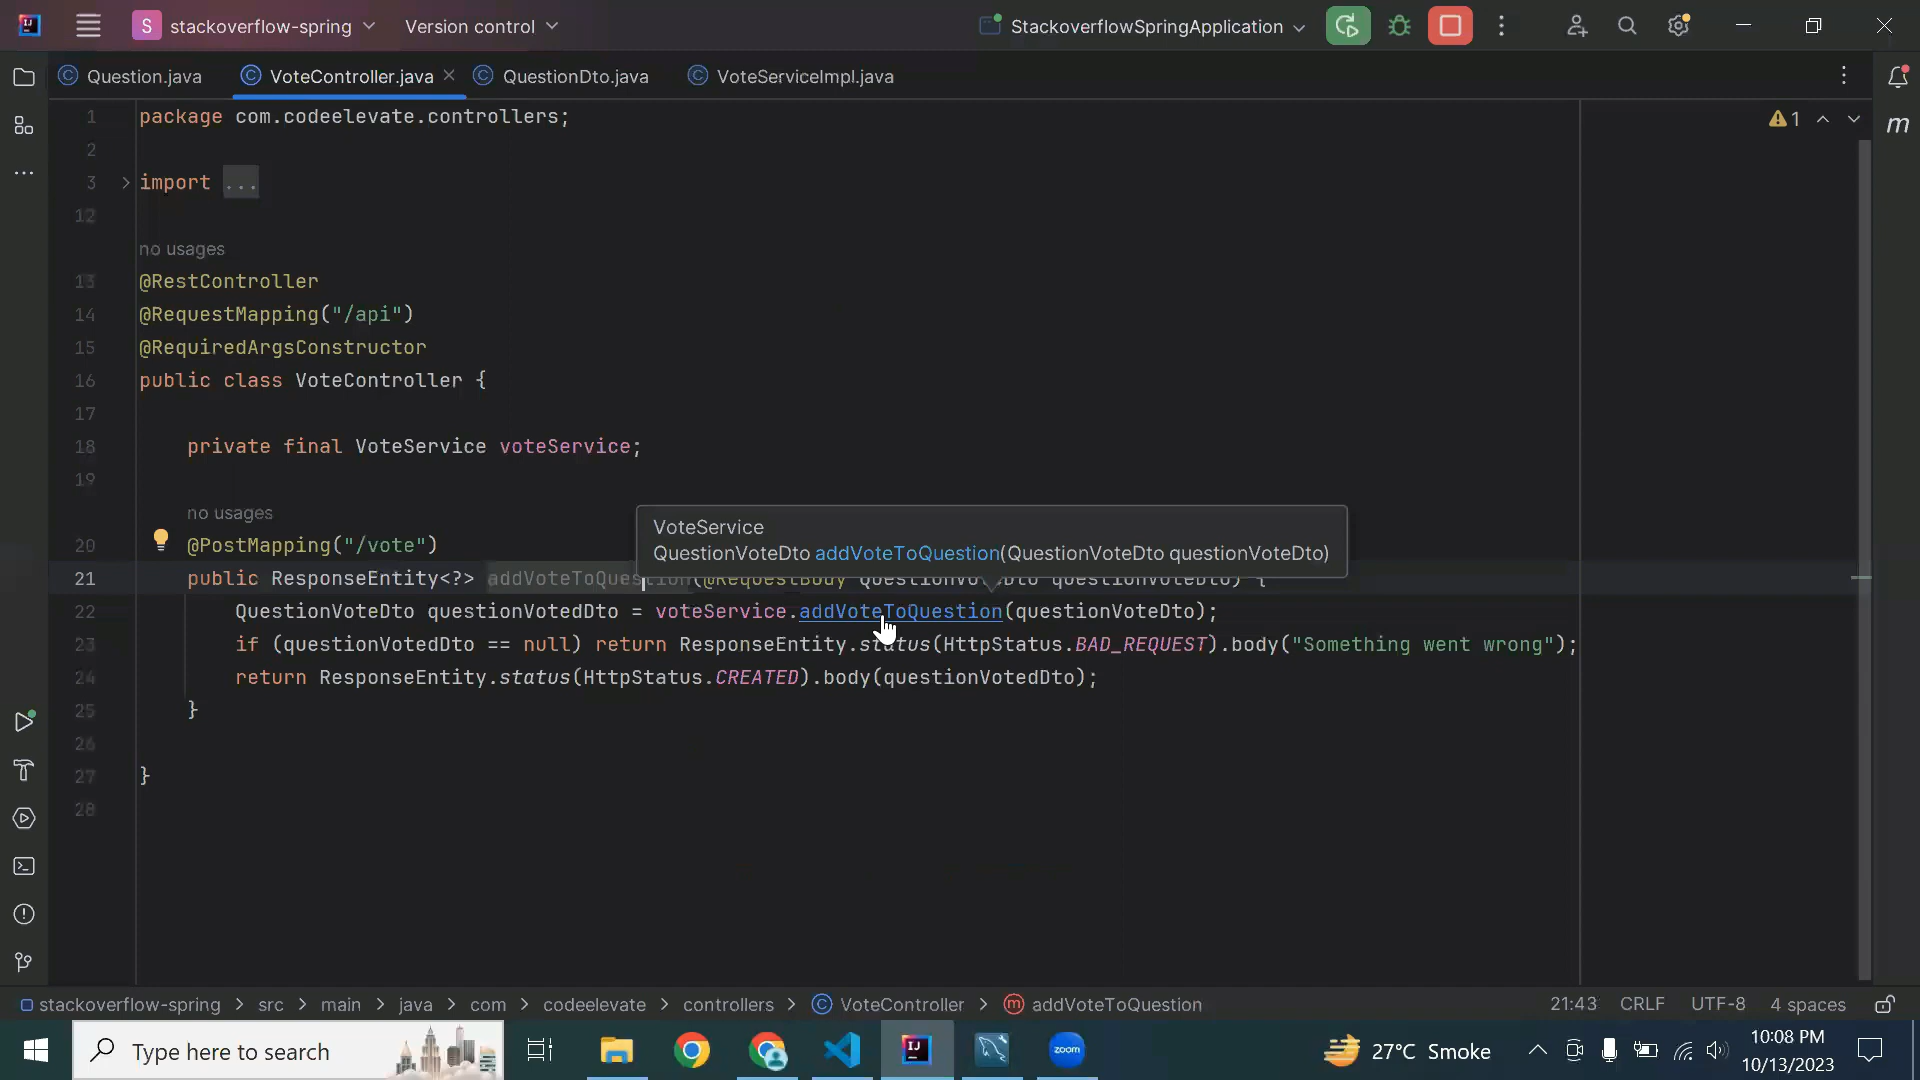 S stackoverflow-spring Version control StackoverflowSpringApplication
Question.java VoteController.java QuestionDto.java VoteServiceImpl.java
1 package com.codeelevate.controllers;
1
2
3 import ...
12
no usages
13 @RestController
14 @RequestMapping("/api")
15 @RequiredArgsConstructor
16 public class VoteController {
17
18 private final VoteService voteService;
19
no usages
VoteService
20 @PostMapping("/vote")
QuestionVoteDto addVoteToQuestion(QuestionVoteDto questionVoteDto)
21 public ResponseEntity<?> addVoteToQuestion(@RequestBody QuestionVoteDto questionVoteDto) {
22 QuestionVoteDto questionVotedDto = voteService.addVoteToQuestion(questionVoteDto);
23 if (questionVotedDto == null) return ResponseEntity.status(HttpStatus.BAD_REQUEST).body("Something went wrong");
24 return ResponseEntity.status(HttpStatus.CREATED).body(questionVotedDto);
25 }
26
27 }
28
stackoverflow-spring > src > main > java > com > codeelevate > controllers > VoteController > addVoteToQuestion 21:43 CRLF UTF-8 4 spaces
Type here to search zoom 27°C Smoke 10:08 PM
10/13/2023